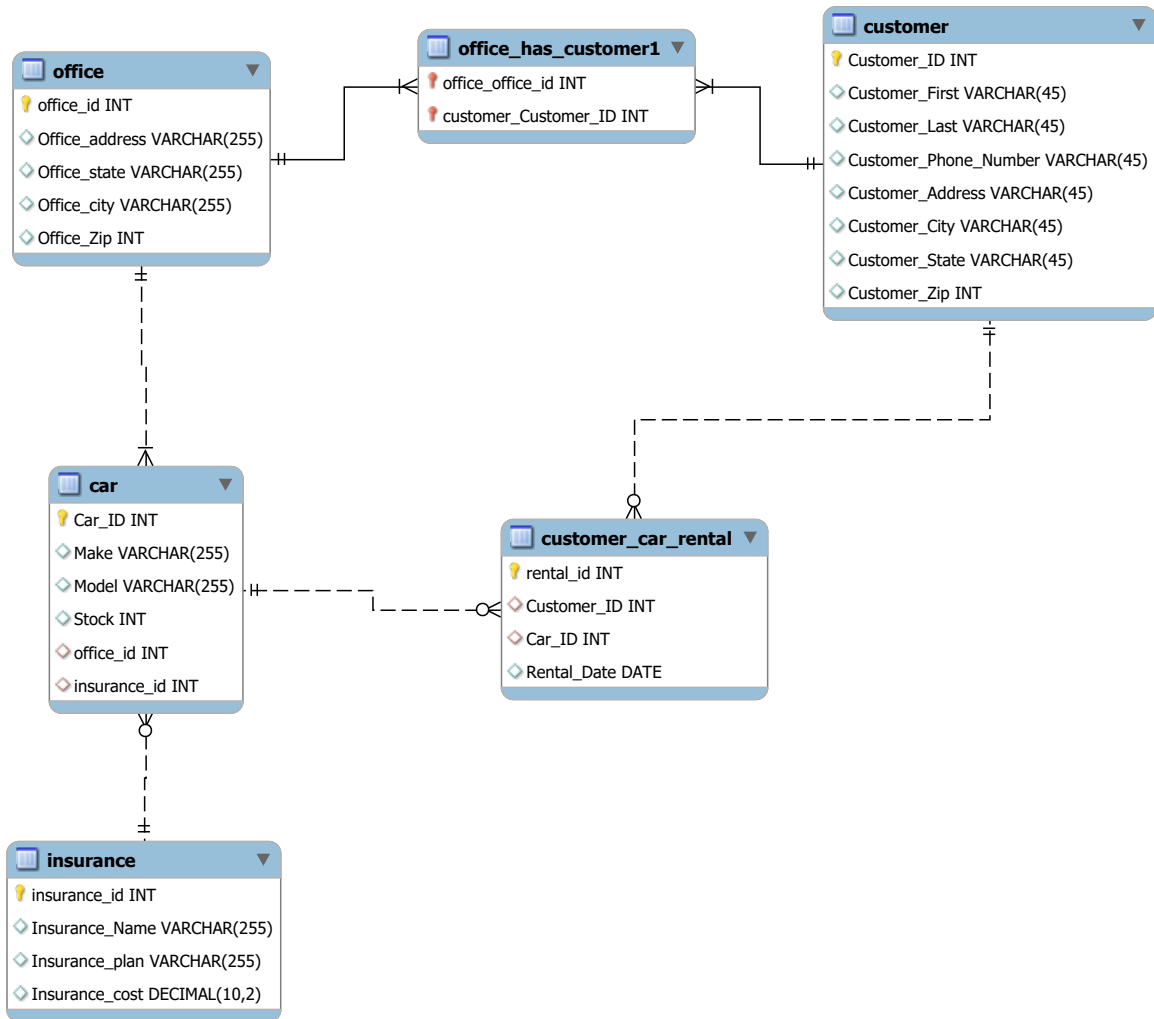 office
office_id INT
Office_address VARCHAR(255)
Office_state VARCHAR(255)
Office_city VARCHAR(255)
Office_Zip INT
office_has_customer1
office_office_id INT
customer_Customer_ID INT
customer
Customer_ID INT
Customer_First VARCHAR(45)
Customer_Last VARCHAR(45)
Customer_Phone_Number VARCHAR(45)
Customer_Address VARCHAR(45)
Customer_City VARCHAR(45)
Customer_State VARCHAR(45)
Customer_Zip INT
car
Car_ID INT
Make VARCHAR(255)
Model VARCHAR(255)
Stock INT
office_id INT
insurance_id INT
customer_car_rental
rental_id INT
Customer_ID INT
Car_ID INT
Rental_Date DATE
insurance
insurance_id INT
Insurance_Name VARCHAR(255)
Insurance_plan VARCHAR(255)
Insurance_cost DECIMAL(10,2)